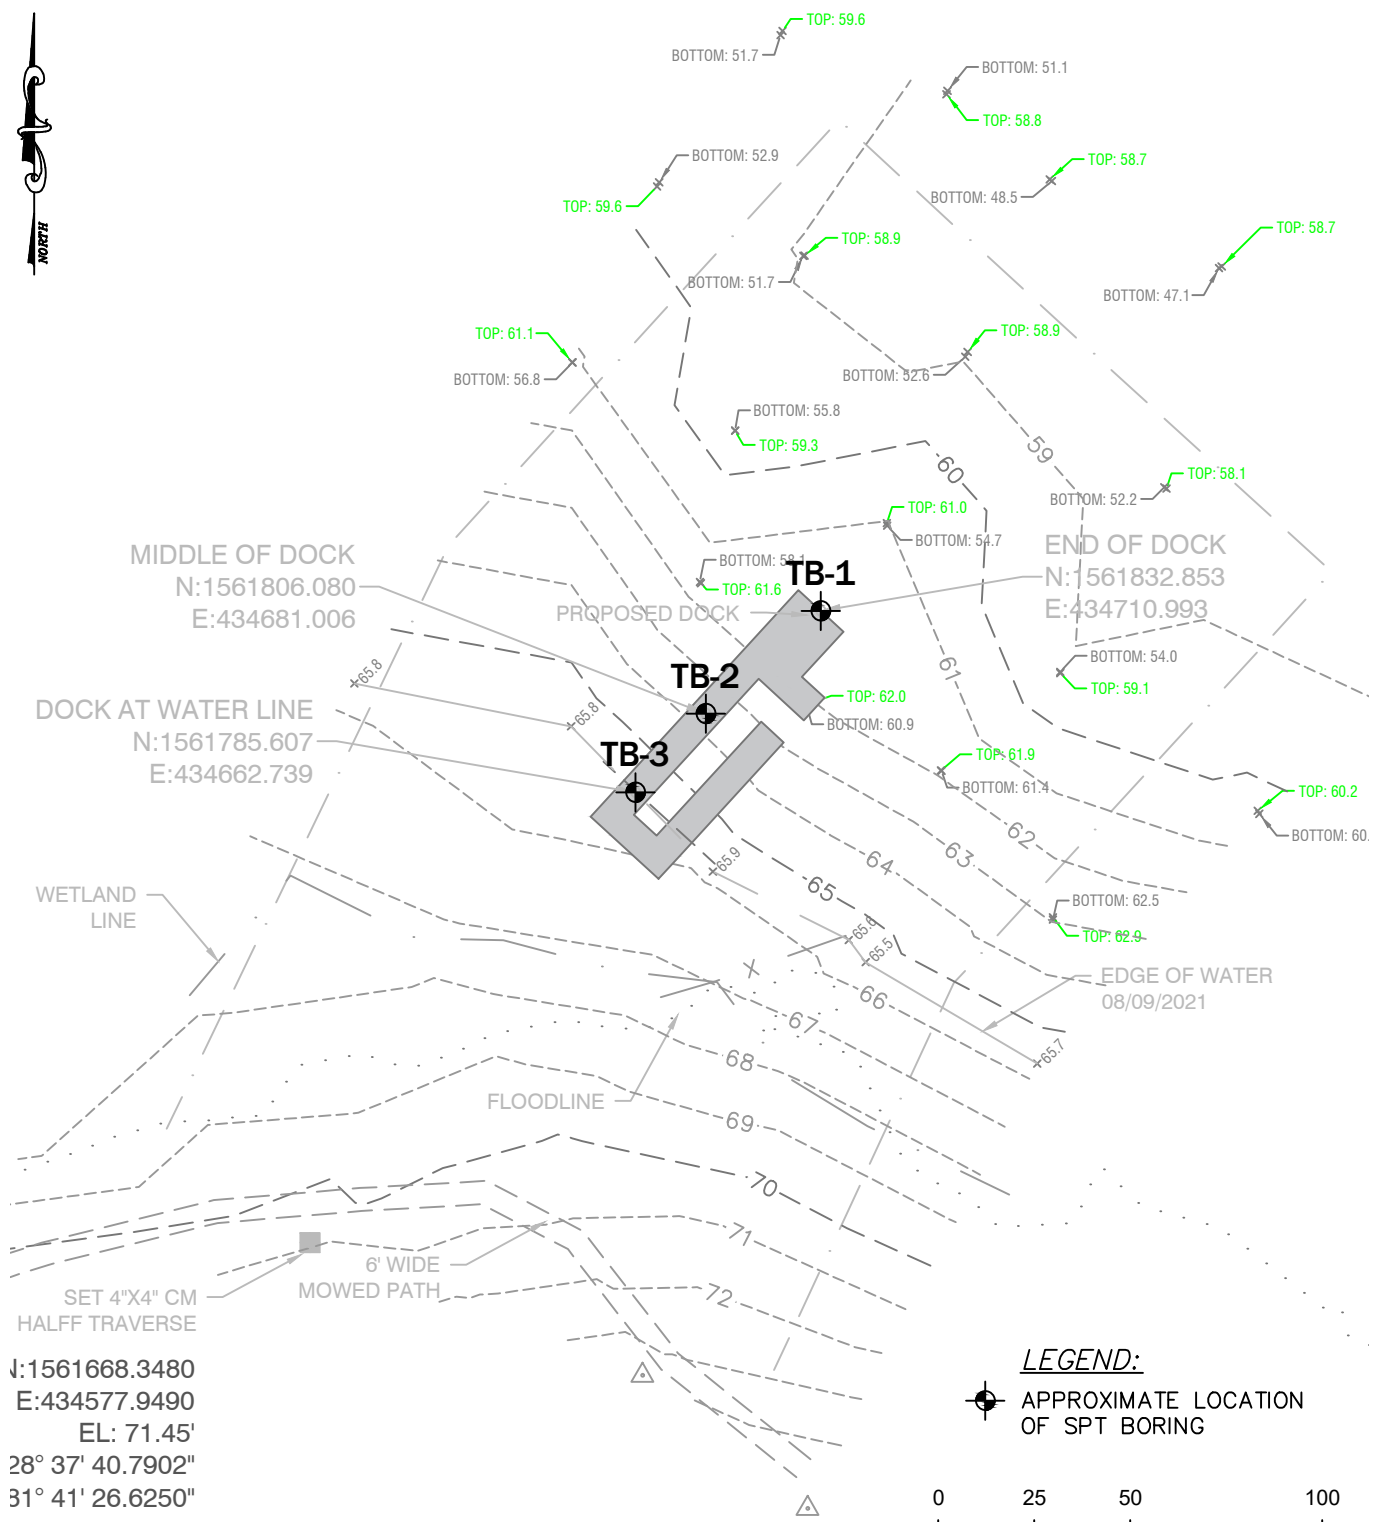 NORTH
TOP: 59.6
BOTTOM: 51.7
BOTTOM: 51.1
TOP: 58.8
BOTTOM: 52.9
TOP: 59.6
TOP: 58.7
BOTTOM: 48.5
TOP: 58.9
BOTTOM: 51.7
TOP: 58.7
BOTTOM: 47.1
TOP: 61.1
BOTTOM: 56.8
TOP: 58.9
BOTTOM: 52.6
BOTTOM: 55.8
TOP: 59.3
59
60
TOP: 58.1
BOTTOM: 52.2
TOP: 61.0
BOTTOM: 54.7
MIDDLE OF DOCK
N:1561806.080
E:434681.006
END OF DOCK
N:1561832.853
E:434710.993
BOTTOM: 58.1
TOP: 61.6
TB-1
PROPOSED DOCK
61
BOTTOM: 54.0
TOP: 59.1
65.8
TB-2
TOP: 62.0
BOTTOM: 60.9
65.8
DOCK AT WATER LINE
N:1561785.607
E:434662.739
TB-3
TOP: 61.9
BOTTOM: 61.4
TOP: 60.2
BOTTOM: 60.
62
63
64
65
65.9
WETLAND
LINE
BOTTOM: 62.5
TOP: 62.9
65.6
65.5
EDGE OF WATER
08/09/2021
66
67
65.7
68
FLOODLINE
69
70
71
72
6' WIDE
MOWED PATH
SET 4"X4" CM
HALFF TRAVERSE
N:1561668.3480
E:434577.9490
EL: 71.45'
28° 37' 40.7902"
81° 41' 26.6250"
LEGEND:
APPROXIMATE LOCATION
OF SPT BORING
0 25 50 100